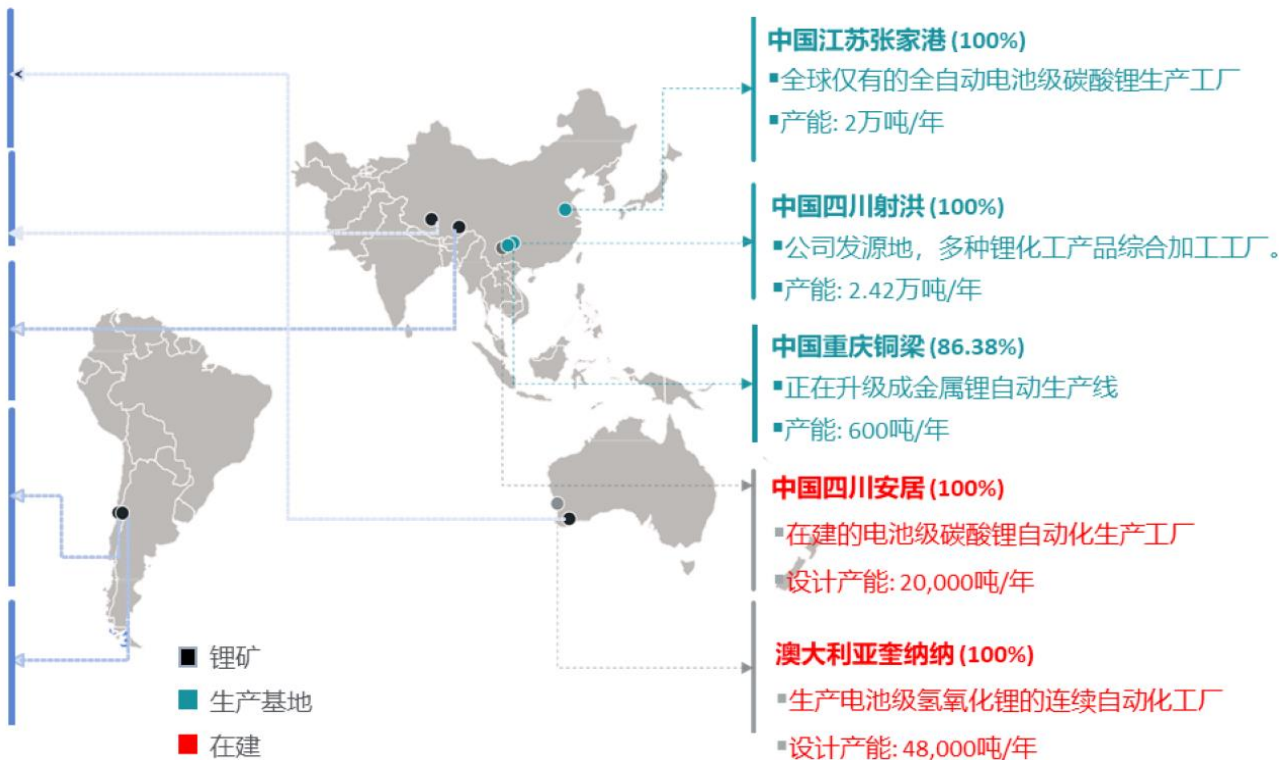 中国江苏张家港 (100%)
▪全球仅有的全自动电池级碳酸锂生产工厂
▪产能: 2万吨/年
中国四川射洪 (100%)
▪公司发源地，多种锂化工产品综合加工工厂。
▪产能: 2.42万吨/年
中国重庆铜梁 (86.38%)
▪正在升级成金属锂自动生产线
▪产能: 600吨/年
中国四川安居 (100%)
▪在建的电池级碳酸锂自动化生产工厂
▪设计产能: 20,000吨/年
澳大利亚奎纳纳 (100%)
▪生产电池级氢氧化锂的连续自动化工厂
▪设计产能: 48,000吨/年
锂矿
生产基地
在建